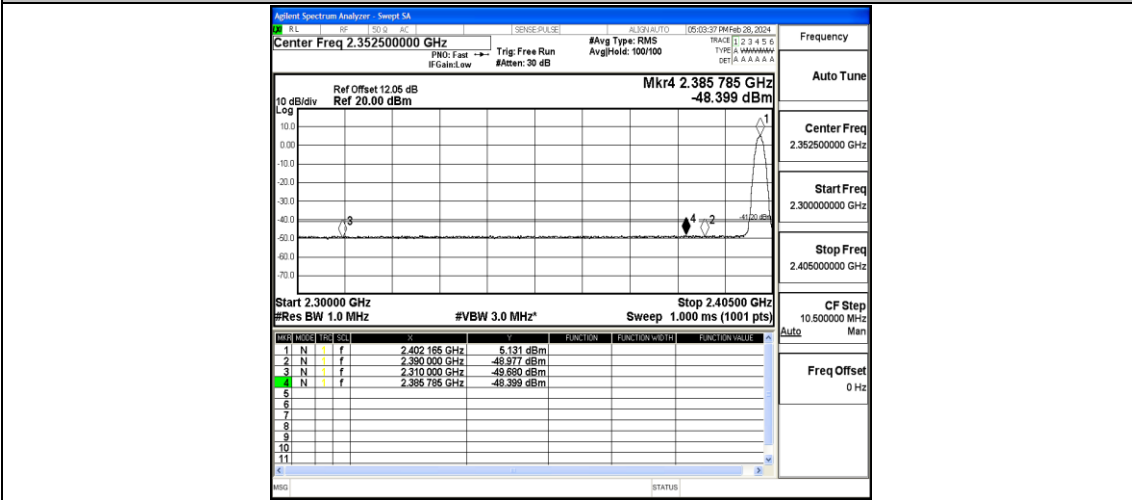 Agilent Spectrum Analyzer - Swept SA
RL RF 50 Ω AC SENSE:PULSE ALIGN AUTO 05:03:37 PM Feb 28, 2024
Center Freq 2.352500000 GHz
PNO: Fast
IFGain:Low
Trig: Free Run
#Atten: 30 dB
#Avg Type: RMS
Avg|Hold: 100/100
TRACE 1 2 3 4 5 6
TYPE A WWWWW
DET A A A A A A
Frequency
Auto Tune
Mkr4 2.385 785 GHz
-48.399 dBm
Ref Offset 12.05 dB
10 dB/div Ref 20.00 dBm
Log
10.0
0.00
-10.0
-20.0
-30.0
-40.0
-50.0
-60.0
-70.0
1
3
4
2
-41.20 dBm
Center Freq
2.352500000 GHz
Start Freq
2.300000000 GHz
Stop Freq
2.405000000 GHz
Start 2.30000 GHz Stop 2.40500 GHz
#Res BW 1.0 MHz #VBW 3.0 MHz* Sweep 1.000 ms (1001 pts)
CF Step
10.500000 MHz
Auto Man
MKR MODE TRC SCL X Y FUNCTION FUNCTION WIDTH FUNCTION VALUE
1 N 1 f 2.402 165 GHz 5.131 dBm
2 N 1 f 2.390 000 GHz -48.977 dBm
3 N 1 f 2.310 000 GHz -49.680 dBm
4 N 1 f 2.385 785 GHz -48.399 dBm
5
6
7
8
9
10
11
Freq Offset
0 Hz
MSG STATUS